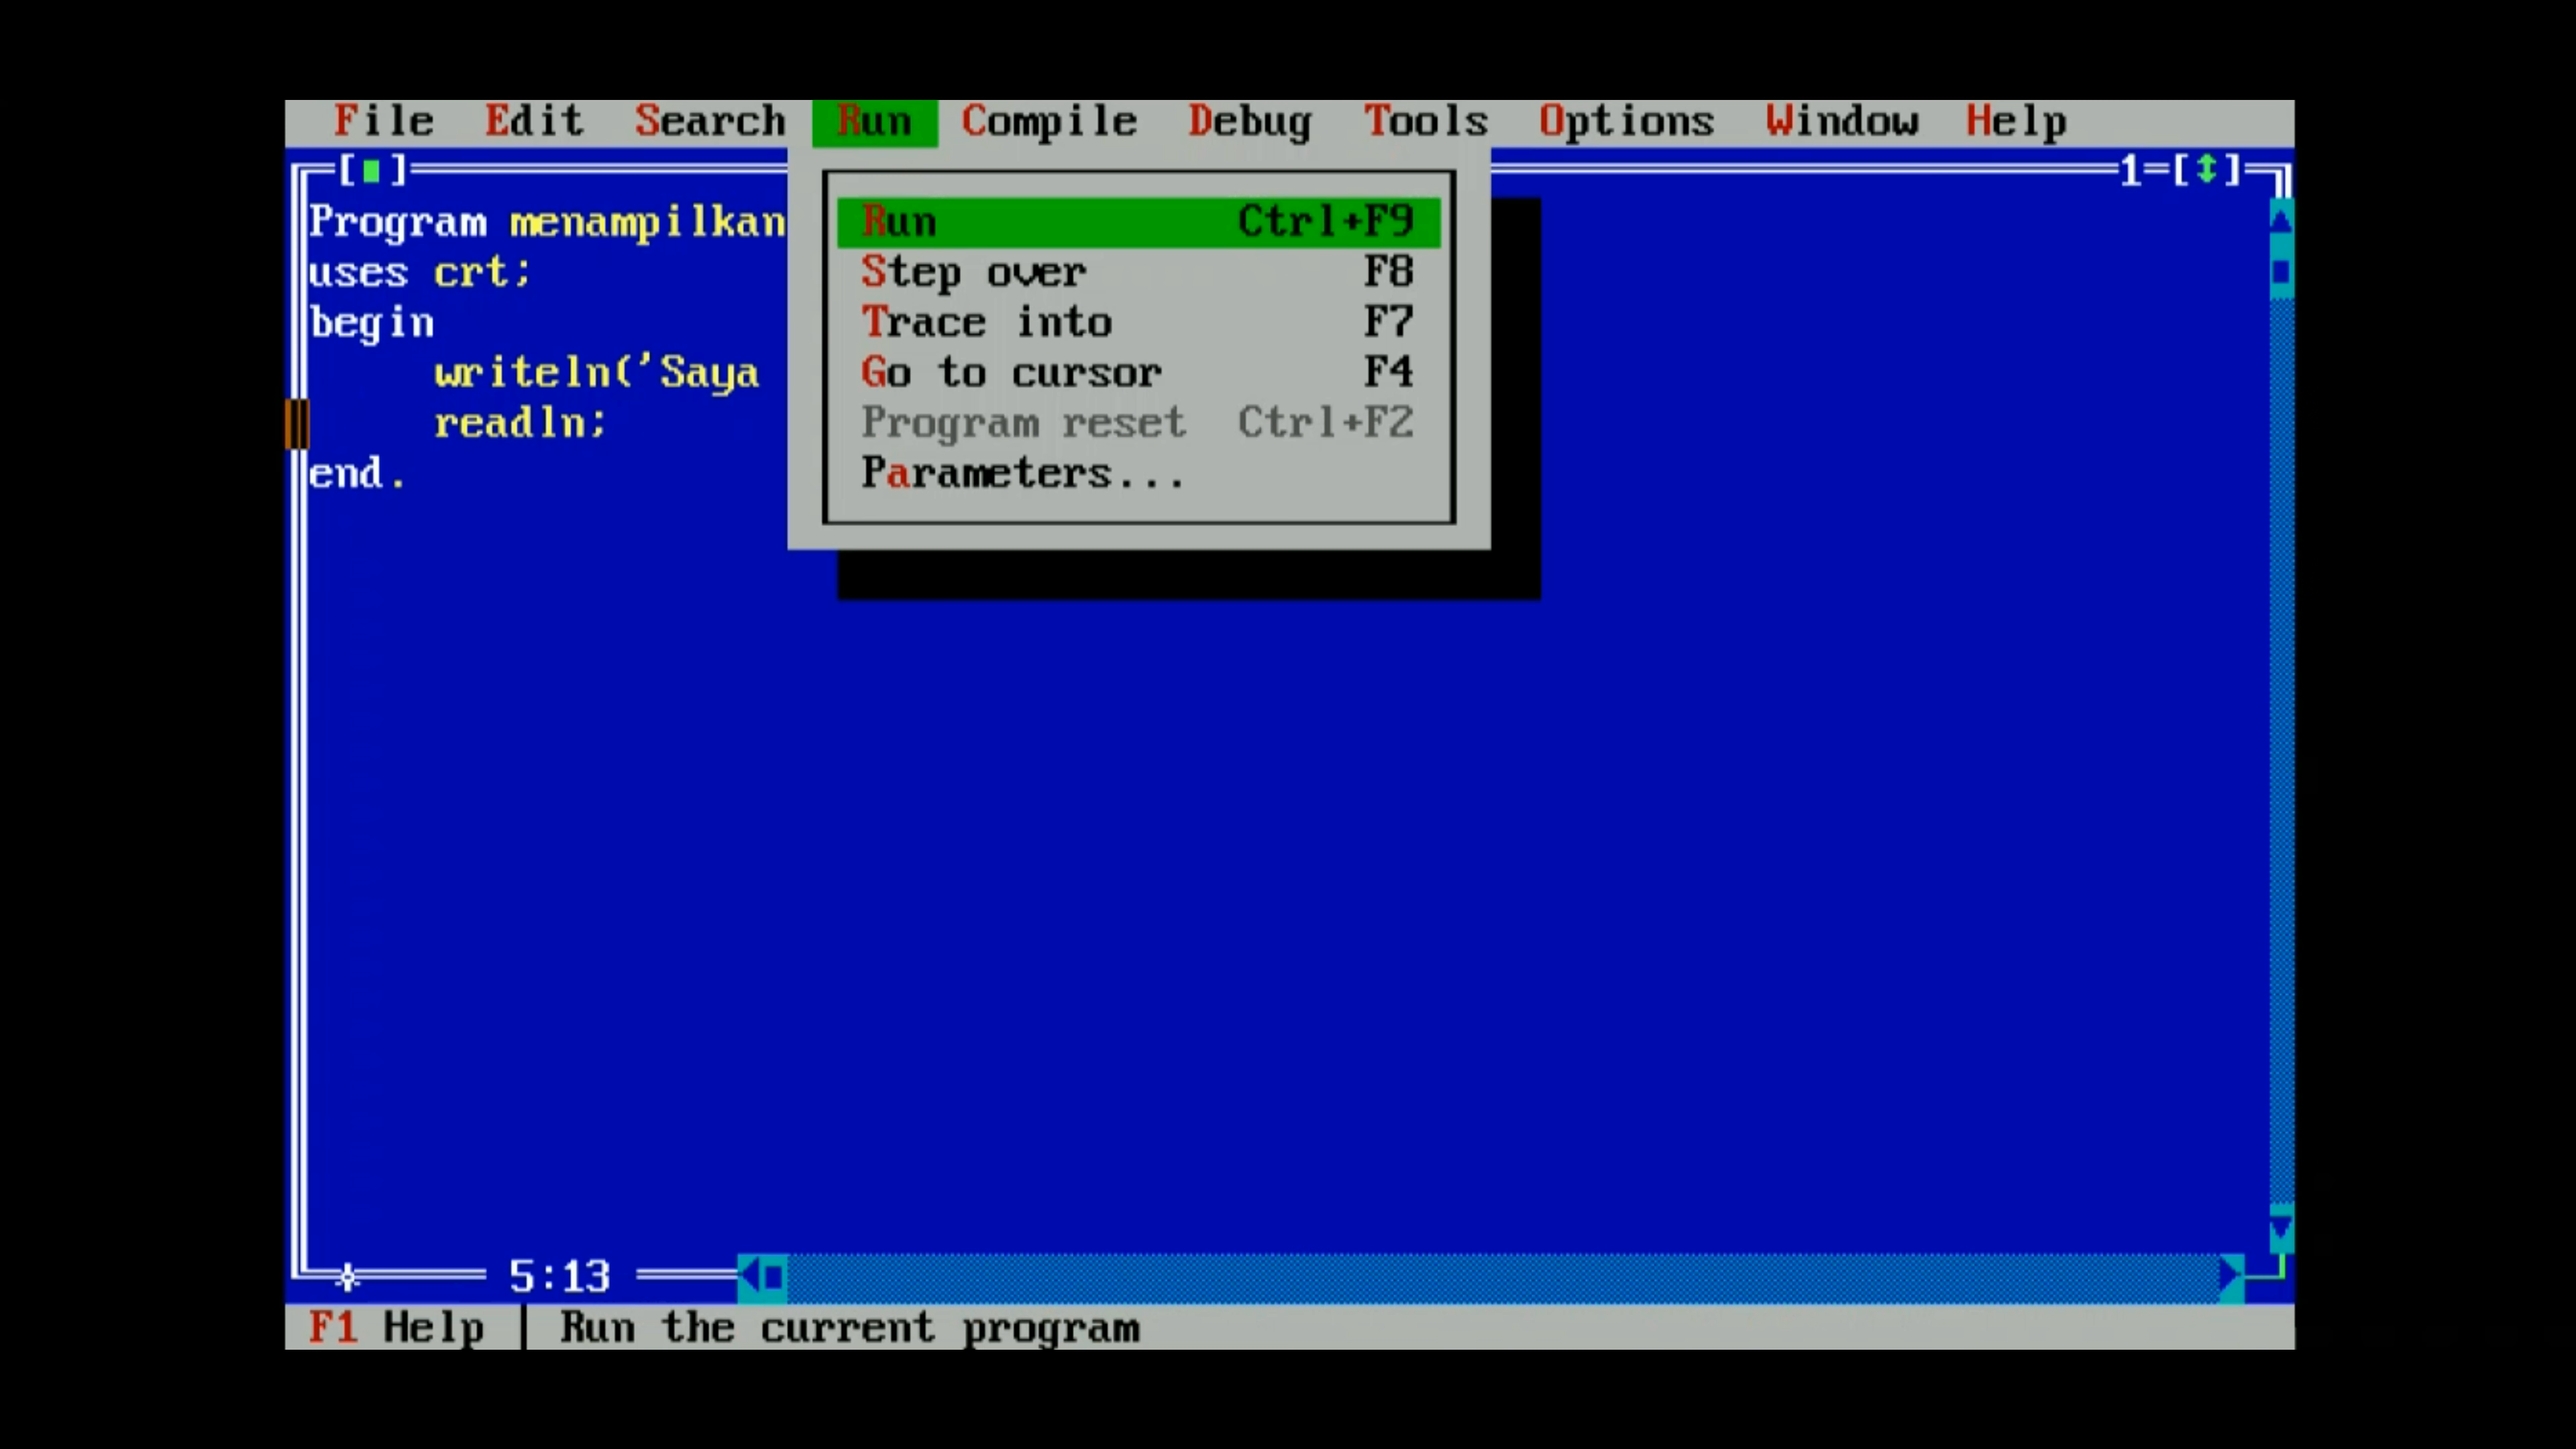 File Edit Search Run Compile Debug Tools Options Window Help
[■] 1=[↕]
Program menampilkan
uses crt;
begin
writeln('Saya
readln;
end.
Run Ctrl+F9
Step over F8
Trace into F7
Go to cursor F4
Program reset Ctrl+F2
Parameters...
5:13
F1 Help | Run the current program